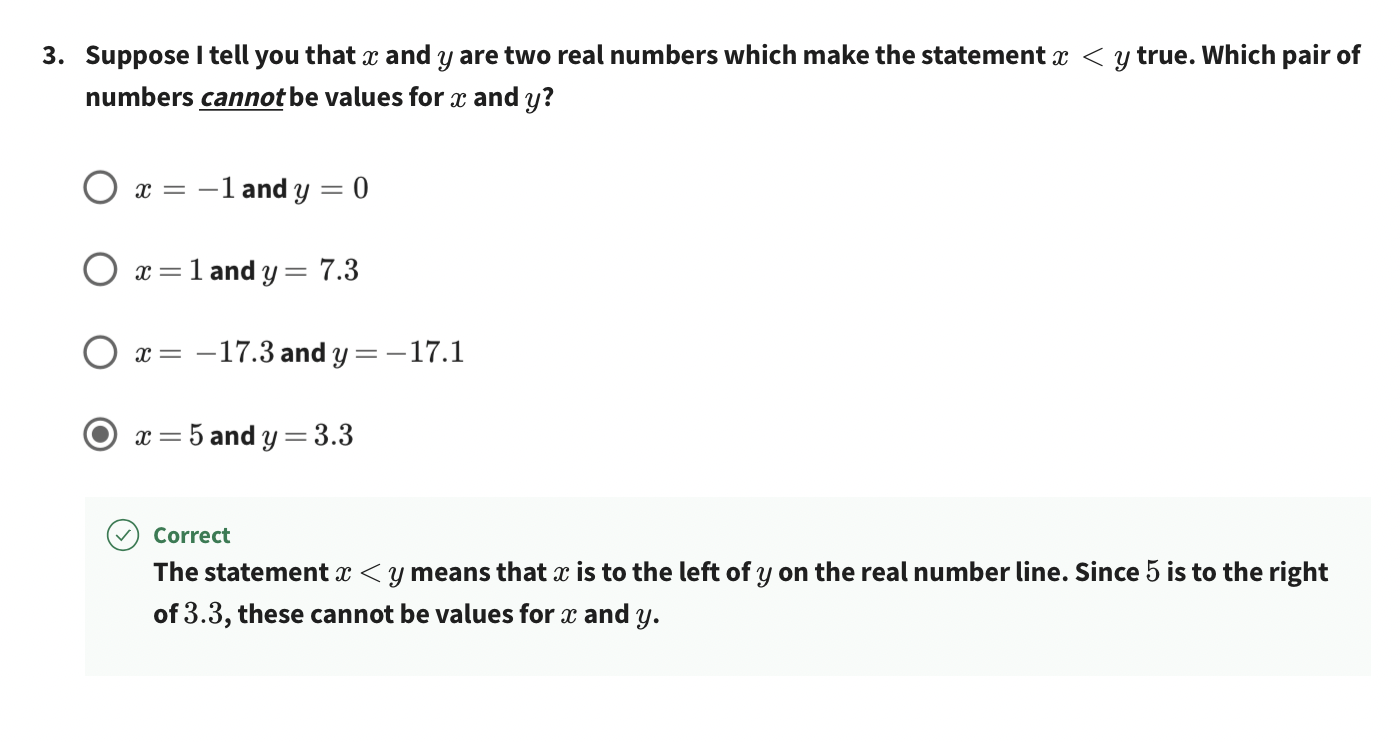 3. Suppose I tell you that x and y are two real numbers which make the statement x < y true. Which pair of
numbers cannot be values for x and y?
x = −1 and y = 0
x = 1 and y = 7.3
x = −17.3 and y = −17.1
x = 5 and y = 3.3
Correct
The statement x < y means that x is to the left of y on the real number line. Since 5 is to the right
of 3.3, these cannot be values for x and y.